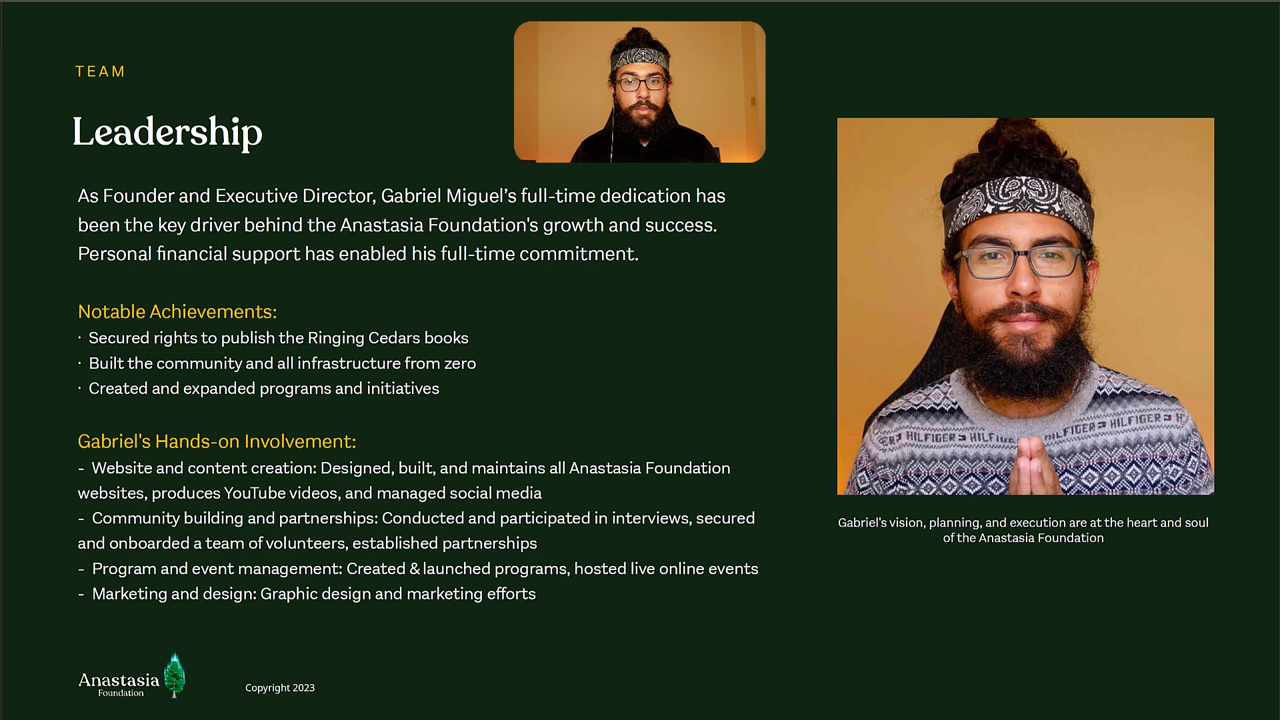 TEAM
Leadership
As Founder and Executive Director, Gabriel Miguel’s full-time dedication has
been the key driver behind the Anastasia Foundation's growth and success.
Personal financial support has enabled his full-time commitment.
Notable Achievements:
· Secured rights to publish the Ringing Cedars books
· Built the community and all infrastructure from zero
· Created and expanded programs and initiatives
Gabriel's Hands-on Involvement:
- Website and content creation: Designed, built, and maintains all Anastasia Foundation
websites, produces YouTube videos, and managed social media
- Community building and partnerships: Conducted and participated in interviews, secured
and onboarded a team of volunteers, established partnerships
- Program and event management: Created & launched programs, hosted live online events
- Marketing and design: Graphic design and marketing efforts
HILFIGER HILFIGER HILFIGER H
Gabriel's vision, planning, and execution are at the heart and soul
of the Anastasia Foundation
Anastasia
Foundation
Copyright 2023